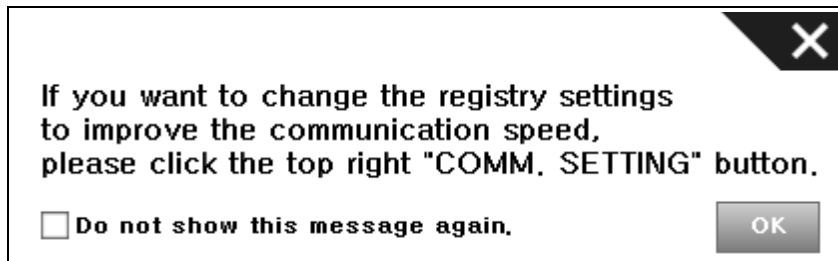 If you want to change the registry settings
to improve the communication speed,
please click the top right "COMM. SETTING" button.
Do not show this message again.
OK